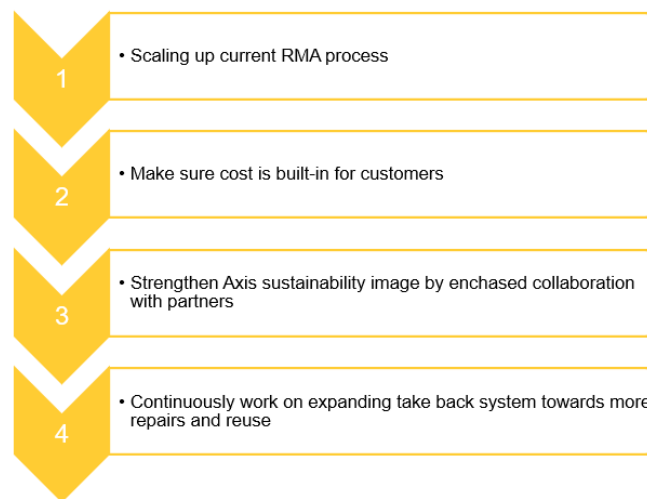 1
• Scaling up current RMA process
2
• Make sure cost is built-in for customers
3
• Strengthen Axis sustainability image by enchased collaboration
with partners
4
• Continuously work on expanding take back system towards more
repairs and reuse